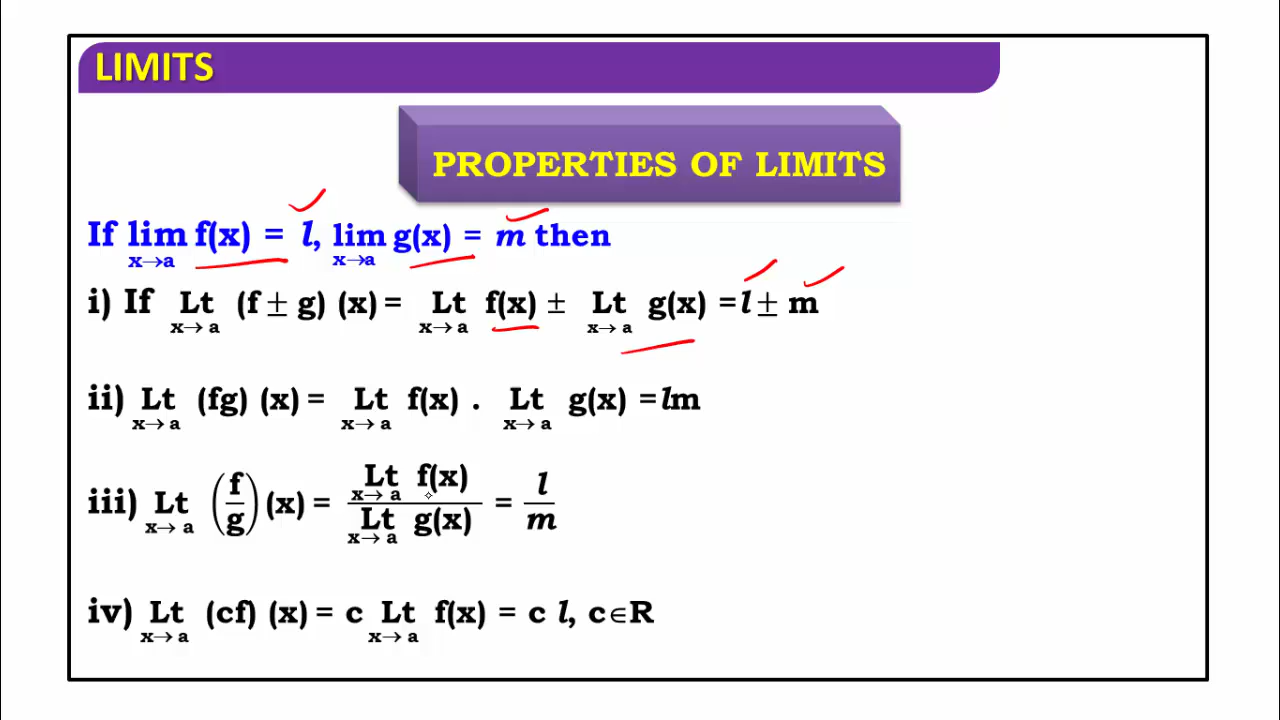 LIMITS
PROPERTIES OF LIMITS
If lim f(x) = l, lim g(x) = m then
x→a x→a
i) If Lt (f ± g) (x) = Lt f(x) ± Lt g(x) = l ± m
x→ a x→ a x→ a
ii) Lt (fg) (x) = Lt f(x) . Lt g(x) = lm
x→ a x→ a x→ a
iii) Lt (f/g) (x) = Lt f(x) / Lt g(x) = l/m
x→ a x→ a x→ a
iv) Lt (cf) (x) = c Lt f(x) = c l, c∈R
x→ a x→ a